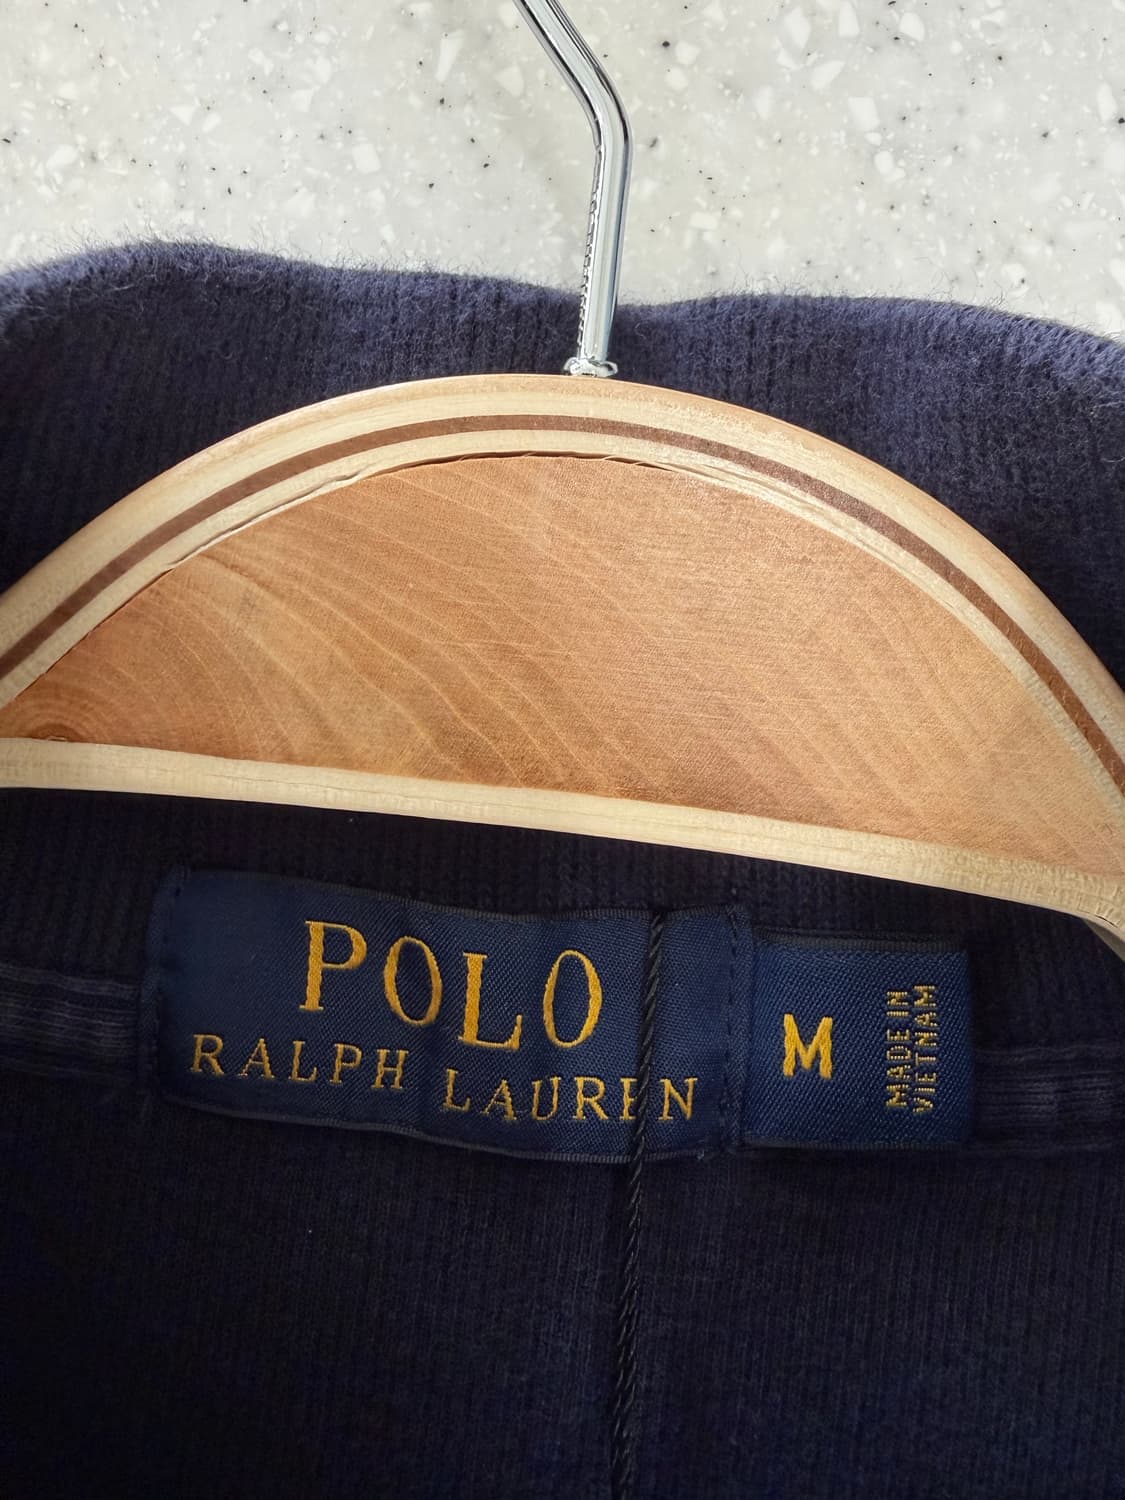 POLO
RALPH LAUREN
M
MADE IN
VIETNAM